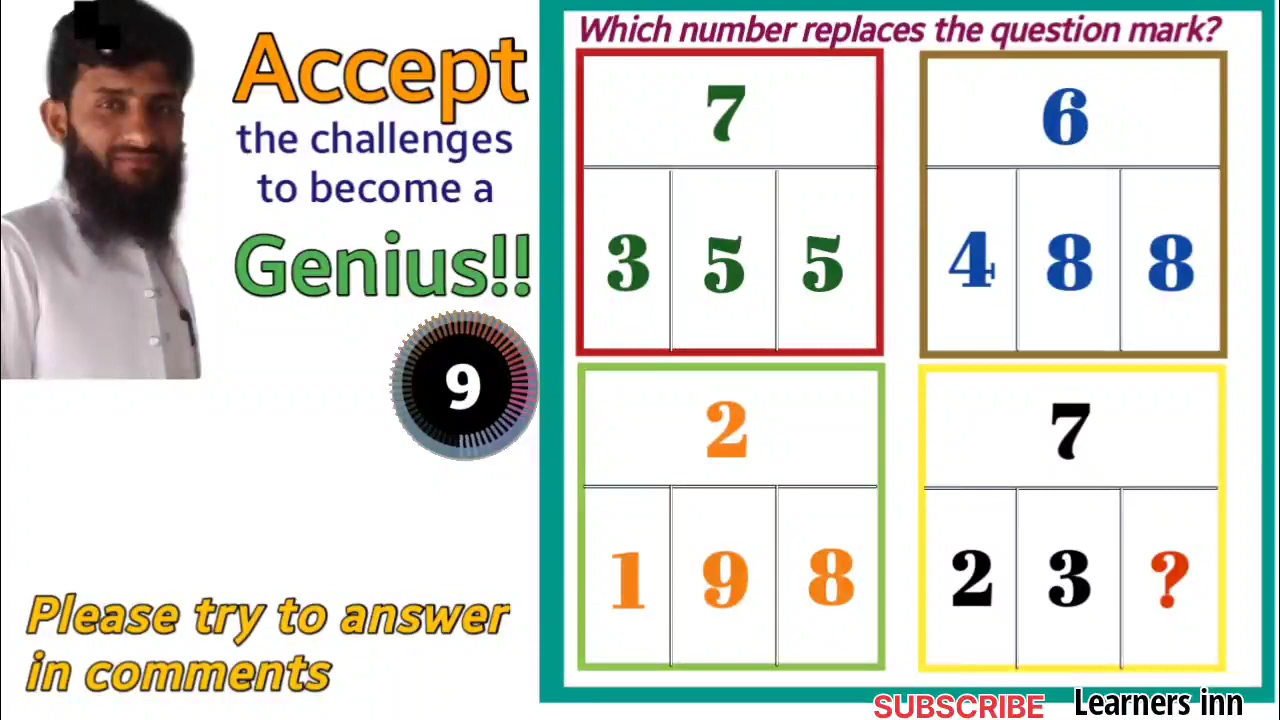 Accept
the challenges
to become a
Genius!!
9
Please try to answer
in comments
Which number replaces the question mark?
7
3 5 5
6
4 8 8
2
1 9 8
7
2 3 ?
SUBSCRIBE Learners inn